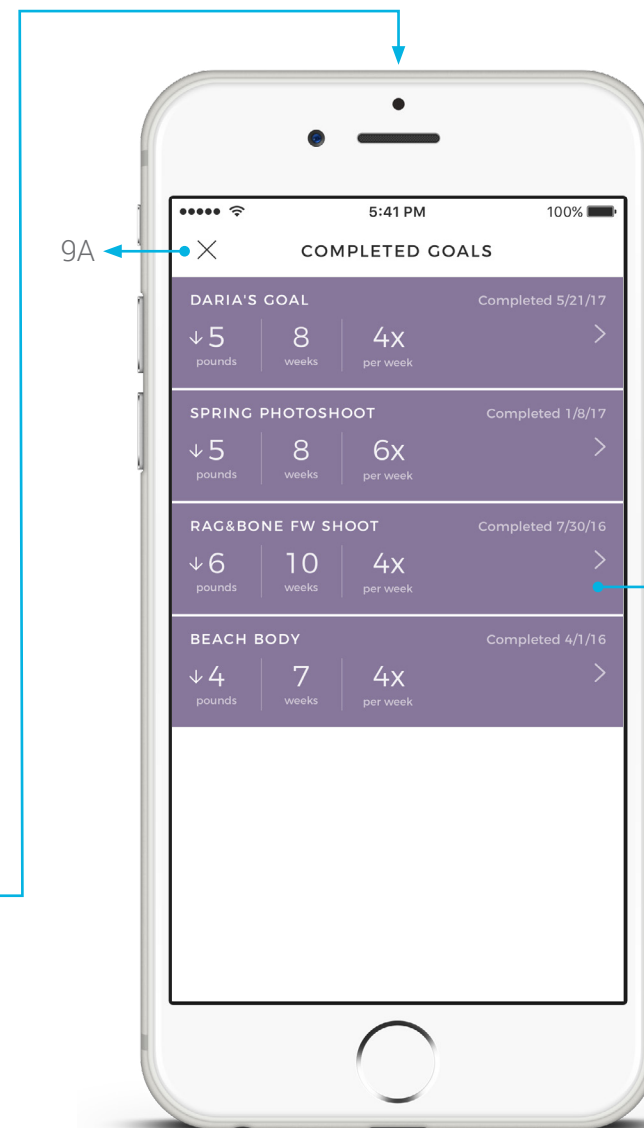 5:41 PM 100%
9A
COMPLETED GOALS
DARIA'S GOAL Completed 5/21/17
↓5 8 4x
pounds weeks per week
SPRING PHOTOSHOOT Completed 1/8/17
↓5 8 6x
pounds weeks per week
RAG&BONE FW SHOOT Completed 7/30/16
↓6 10 4x
pounds weeks per week
BEACH BODY Completed 4/1/16
↓4 7 4x
pounds weeks per week